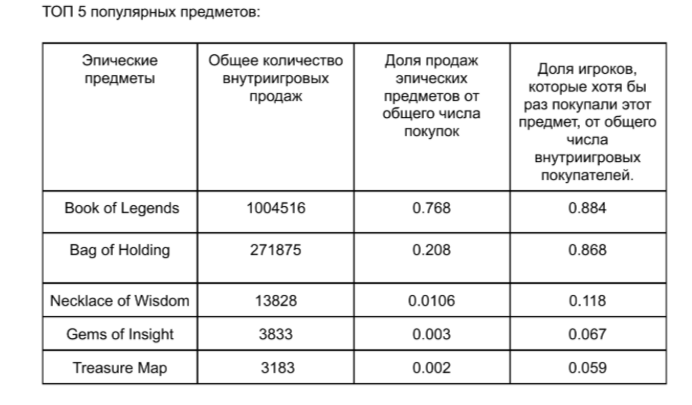 ТОП 5 популярных предметов:
Эпические
предметы
Общее количество
внутриигровых
продаж
Доля продаж
эпических
предметов от
общего числа
покупок
Доля игроков,
которые хотя бы
раз покупали этот
предмет, от общего
числа
внутриигровых
покупателей.
Book of Legends 1004516 0.768 0.884
Bag of Holding 271875 0.208 0.868
Necklace of Wisdom 13828 0.0106 0.118
Gems of Insight 3833 0.003 0.067
Treasure Map 3183 0.002 0.059